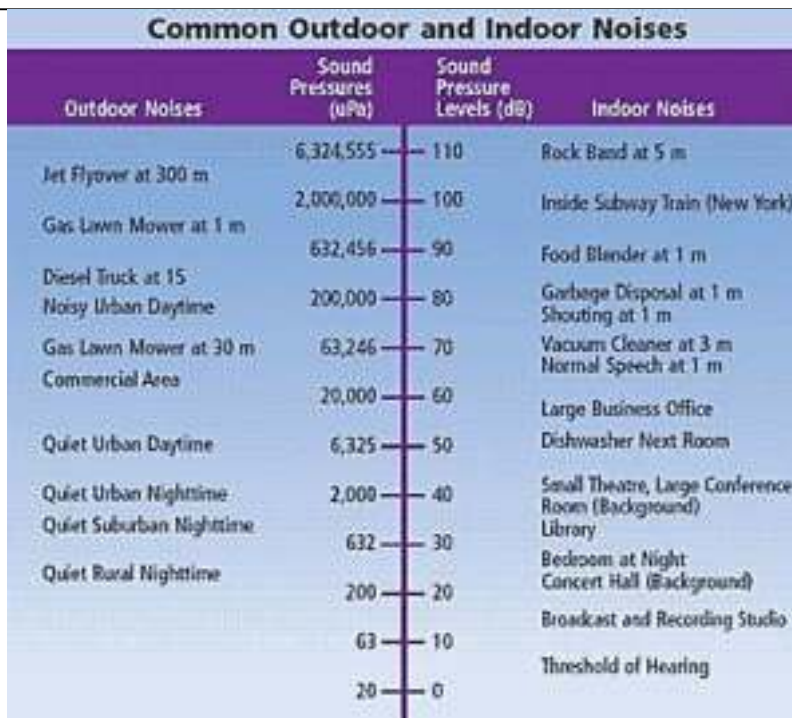 Common Outdoor and Indoor Noises
Outdoor Noises
Sound
Pressures
(uPa)
Sound
Pressure
Levels (dB)
Indoor Noises
6,324,555 110 Rock Band at 5 m
Jet Flyover at 300 m
2,000,000 100 Inside Subway Train (New York)
Gas Lawn Mower at 1 m
632,456 90 Food Blender at 1 m
Diesel Truck at 15
Noisy Urban Daytime
200,000 80
Garbage Disposal at 1 m
Shouting at 1 m
Gas Lawn Mower at 30 m
63,246 70
Vacuum Cleaner at 3 m
Normal Speech at 1 m
Commercial Area
20,000 60
Large Business Office
Quiet Urban Daytime
6,325 50
Dishwasher Next Room
Quiet Urban Nighttime
2,000 40
Small Theatre, Large Conference
Room (Background)
Quiet Suburban Nighttime
Library
632 30
Quiet Rural Nighttime
Bedroom at Night
Concert Hall (Background)
200 20
Broadcast and Recording Studio
63 10
Threshold of Hearing
20 0